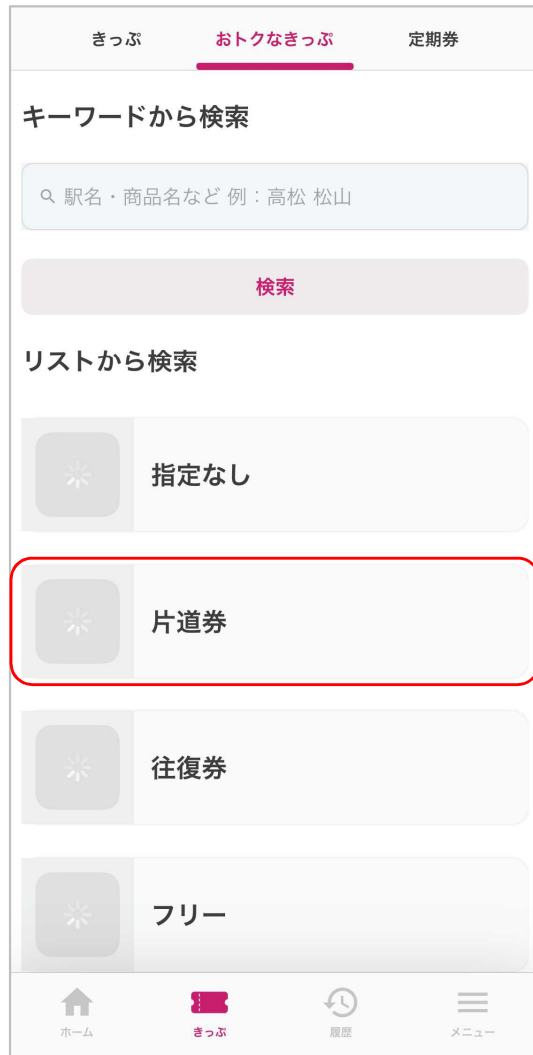 きっぷ おトクなきっぷ 定期券
キーワードから検索
駅名・商品名など 例：高松 松山
検索
リストから検索
指定なし
片道券
往復券
フリー
ホーム きっぷ 履歴 メニュー